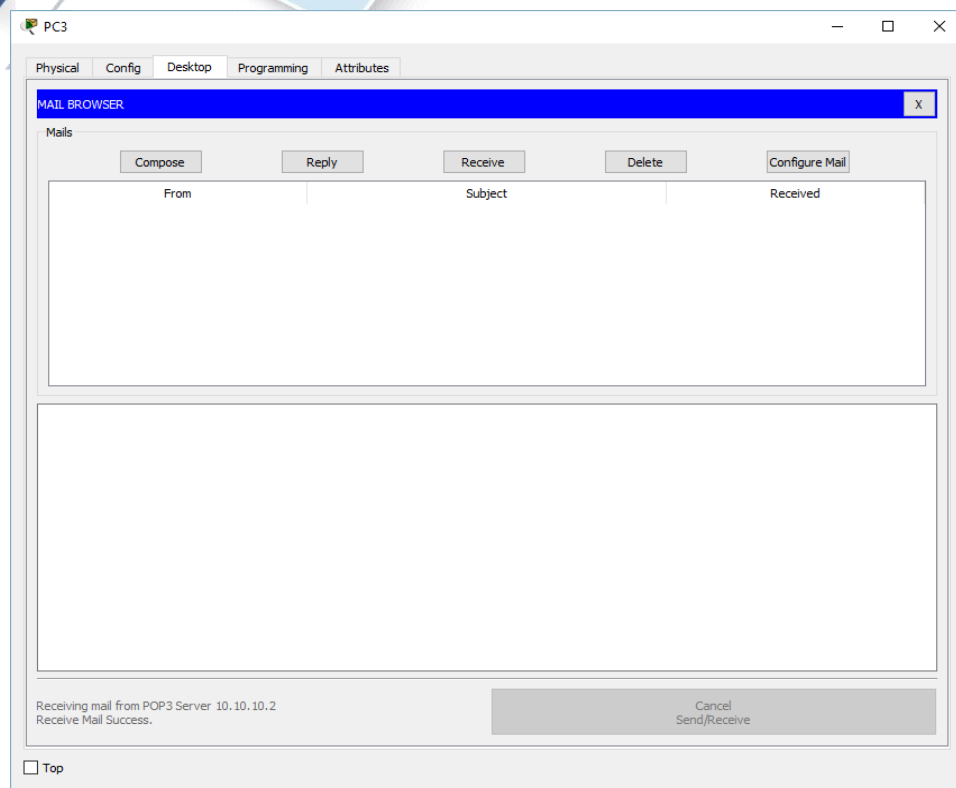 PC3
Physical Config Desktop Programming Attributes
MAIL BROWSER X
Mails
Compose Reply Receive Delete Configure Mail
From Subject Received
Receiving mail from POP3 Server 10.10.10.2
Receive Mail Success.
Cancel
Send/Receive
Top